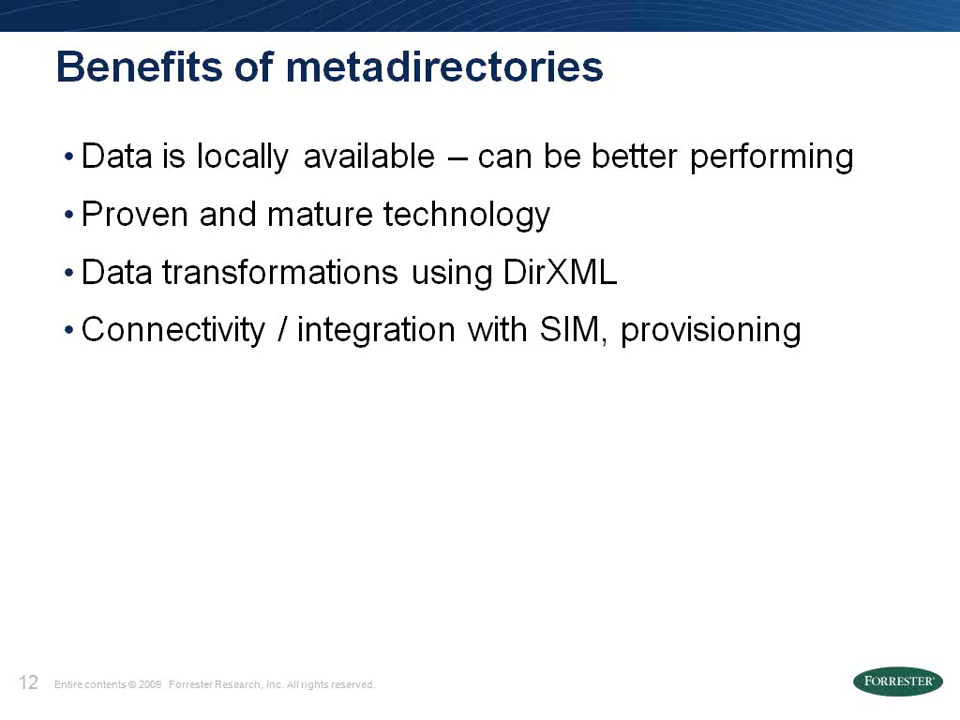 Benefits of metadirectories
• Data is locally available – can be better performing
• Proven and mature technology
• Data transformations using DirXML
• Connectivity / integration with SIM, provisioning
12 Entire contents © 2009 Forrester Research, Inc. All rights reserved.
FORRESTER®